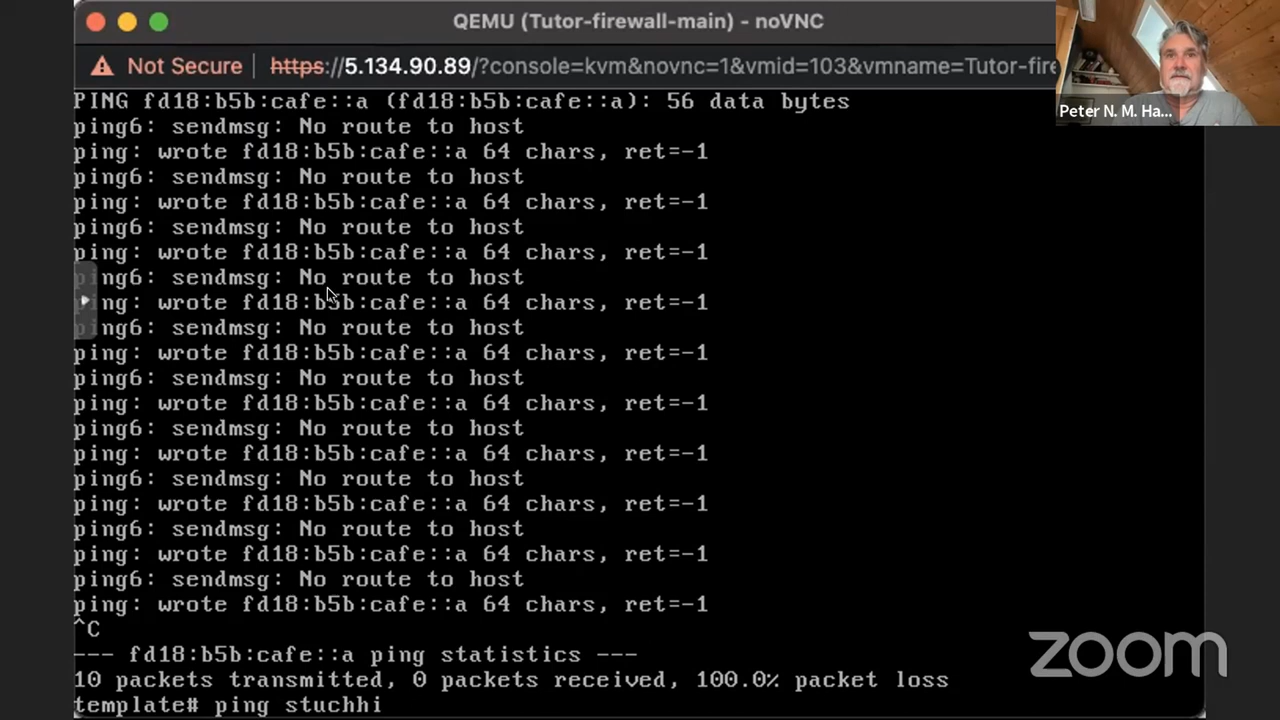 QEMU (Tutor-firewall-main) - noVNC
Not Secure | https://5.134.90.89/?console=kvm&novnc=1&vmid=103&vmname=Tutor-fire
Peter N. M. Ha...
PING fd18:b5b:cafe::a (fd18:b5b:cafe::a): 56 data bytes
ping6: sendmsg: No route to host
ping: wrote fd18:b5b:cafe::a 64 chars, ret=-1
ping6: sendmsg: No route to host
ping: wrote fd18:b5b:cafe::a 64 chars, ret=-1
ping6: sendmsg: No route to host
ping: wrote fd18:b5b:cafe::a 64 chars, ret=-1
ping6: sendmsg: No route to host
ping: wrote fd18:b5b:cafe::a 64 chars, ret=-1
ping6: sendmsg: No route to host
ping: wrote fd18:b5b:cafe::a 64 chars, ret=-1
ping6: sendmsg: No route to host
ping: wrote fd18:b5b:cafe::a 64 chars, ret=-1
ping6: sendmsg: No route to host
ping: wrote fd18:b5b:cafe::a 64 chars, ret=-1
ping6: sendmsg: No route to host
ping: wrote fd18:b5b:cafe::a 64 chars, ret=-1
ping6: sendmsg: No route to host
ping: wrote fd18:b5b:cafe::a 64 chars, ret=-1
ping6: sendmsg: No route to host
ping: wrote fd18:b5b:cafe::a 64 chars, ret=-1
^C
--- fd18:b5b:cafe::a ping statistics ---
10 packets transmitted, 0 packets received, 100.0% packet loss
template# ping stuchhi
zoom